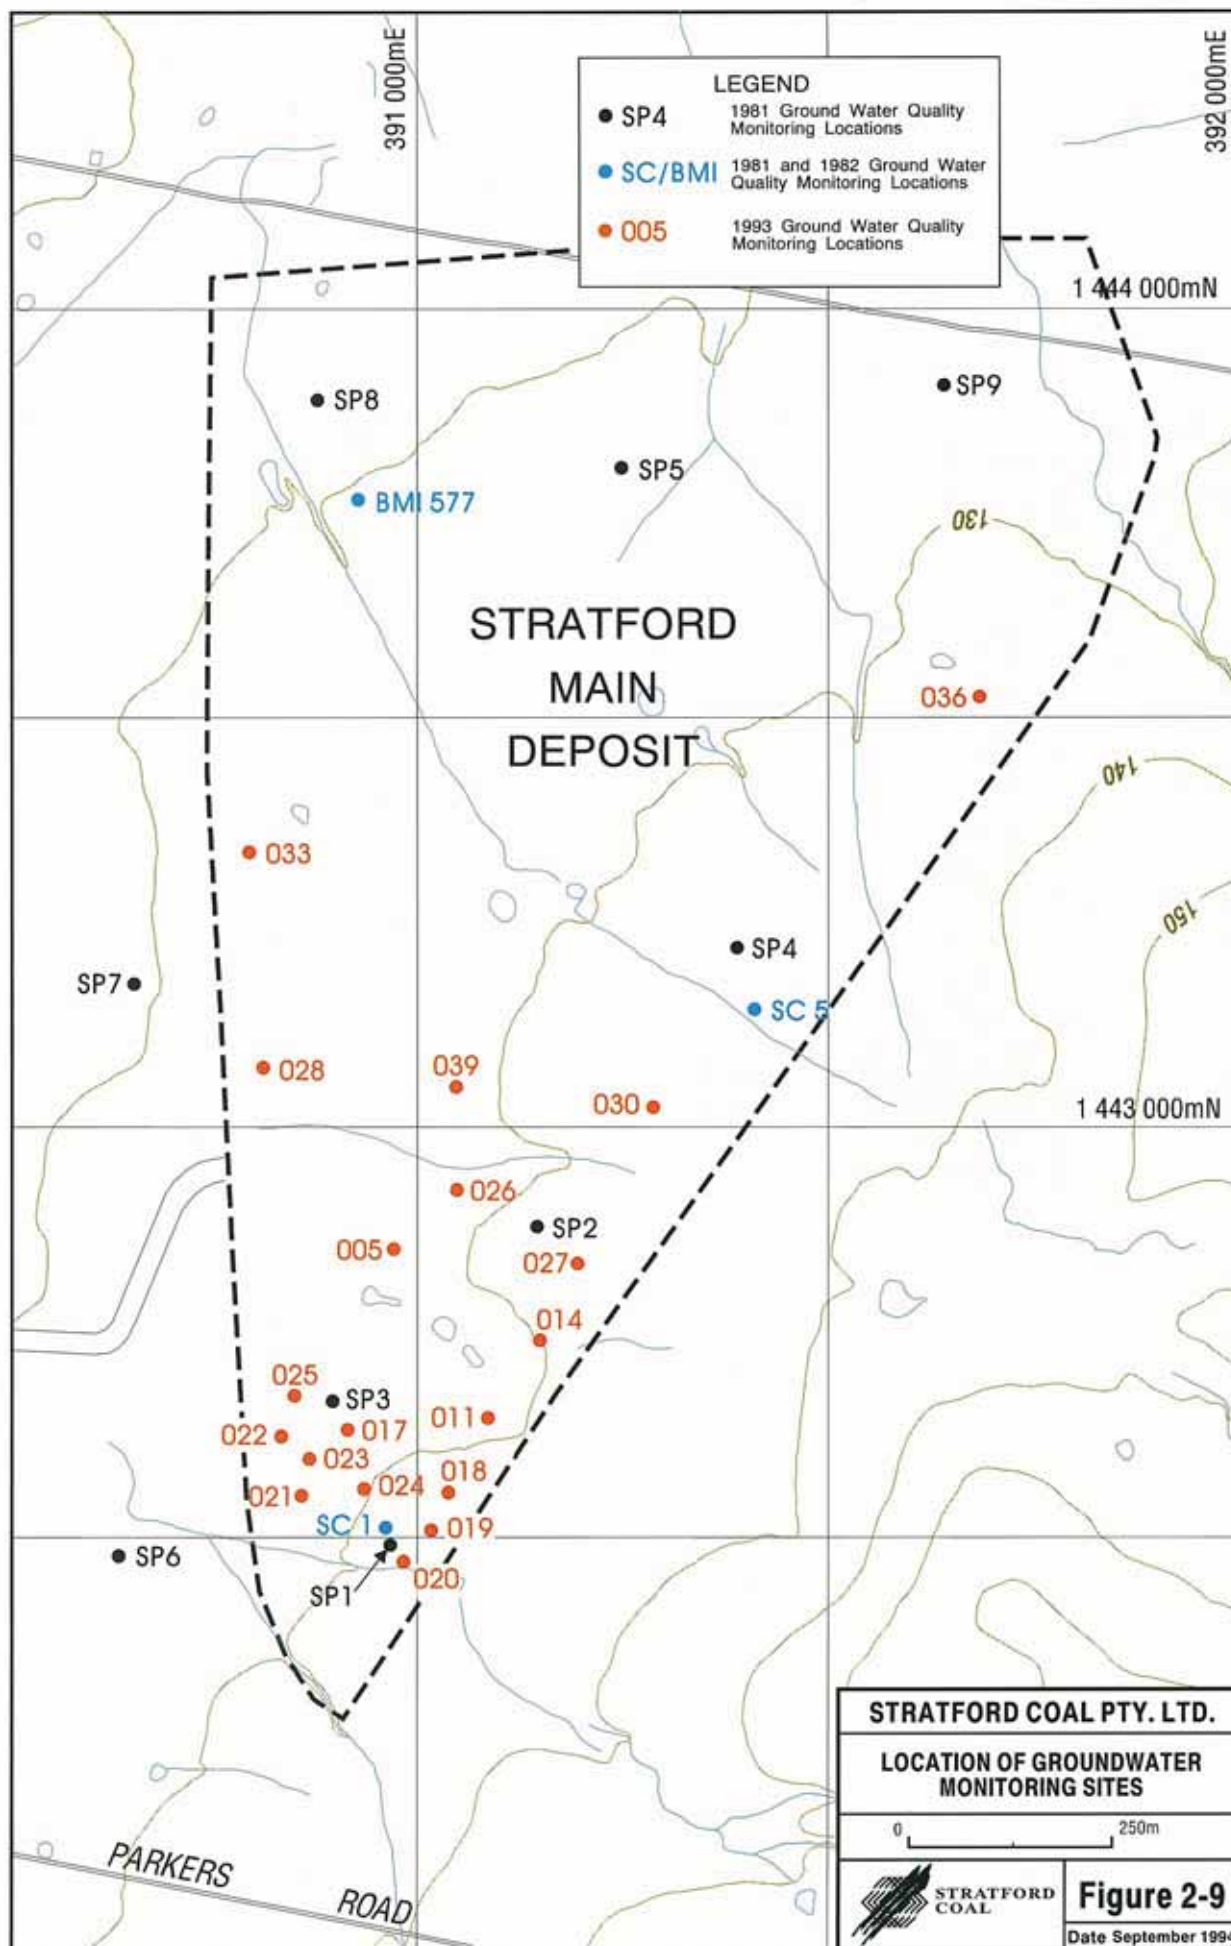 391 000mE
392 000mE
LEGEND
SP4
1981 Ground Water Quality
Monitoring Locations
SC/BMI
1981 and 1982 Ground Water
Quality Monitoring Locations
005
1993 Ground Water Quality
Monitoring Locations
1 444 000mN
SP8
SP9
SP5
BMI 577
130
STRATFORD
MAIN
DEPOSIT
036
140
033
150
SP4
SP7
SC 5
028
039
030
1 443 000mN
026
SP2
005
027
014
025
SP3
011
017
022
023
018
024
021
SC 1
019
SP6
020
SP1
STRATFORD COAL PTY. LTD.
LOCATION OF GROUNDWATER
MONITORING SITES
0
250m
STRATFORD
COAL
Figure 2-9
Date September 1994
PARKERS
ROAD